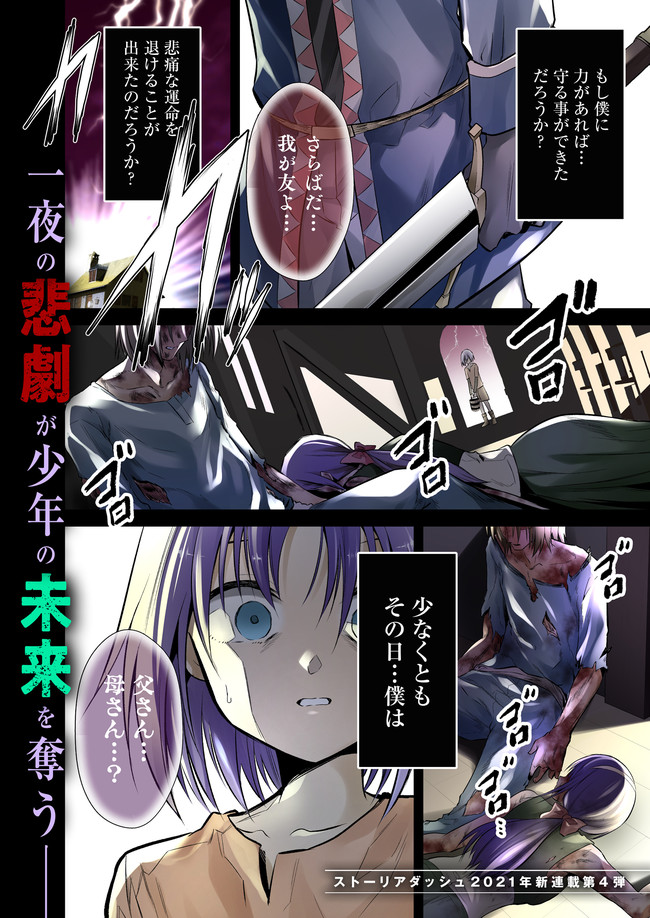 もし僕に
力があれば…
守る事ができた
だろうか？
さらばだ…
我が友よ…
悲痛な運命を
退けることが
出来たのだろうか？
ゴロ
ゴロ
ゴロ
少なくとも
その日…僕は
ゴロ
ゴロ…
父さん…
母さん…？
一夜の悲劇が少年の未来を奪う――
ストーリアダッシュ2021年新連載第4弾